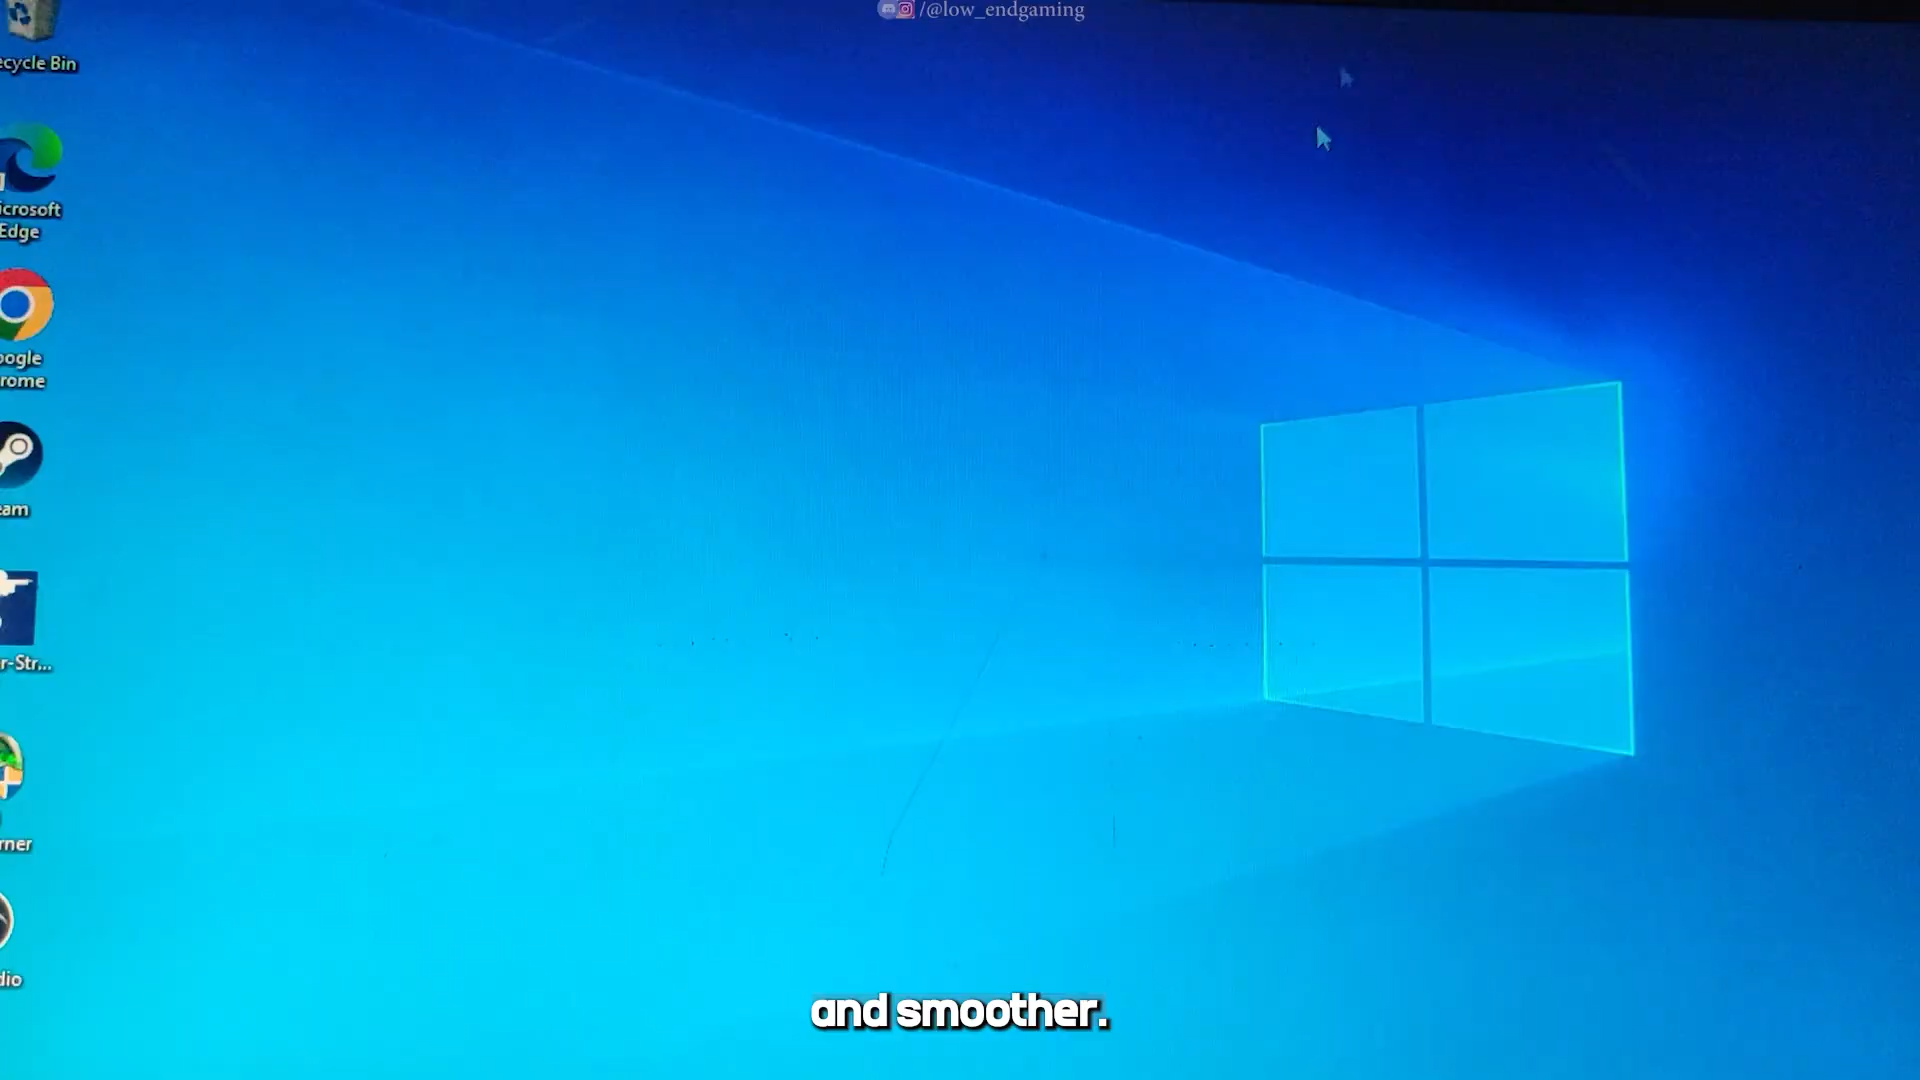 /@low_endgaming
ecycle Bin
icrosoft
Edge
oogle
rome
eam
r-Str...
rner
dio
and smoother.